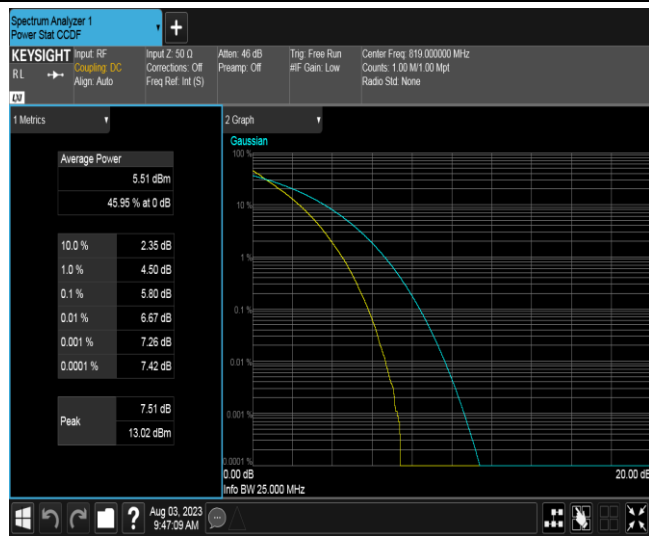 Spectrum Analyzer 1
Power Stat CCDF
+
KEYSIGHT
RL
LXI
Input: RF
Coupling: DC
Align: Auto
Input Z: 50 Ω
Corrections: Off
Freq Ref: Int (S)
Atten: 46 dB
Preamp: Off
Trig: Free Run
#IF Gain: Low
Center Freq: 819.000000 MHz
Counts: 1.00 M/1.00 Mpt
Radio Std: None
1 Metrics
Average Power
5.51 dBm
45.95 % at 0 dB
10.0 % 2.35 dB
1.0 % 4.50 dB
0.1 % 5.80 dB
0.01 % 6.67 dB
0.001 % 7.26 dB
0.0001 % 7.42 dB
Peak 7.51 dB
13.02 dBm
2 Graph
Gaussian
100 %
10 %
1 %
0.1 %
0.01 %
0.001 %
0.0001 %
0.00 dB 20.00 dB
Info BW 25.000 MHz
?
Aug 03, 2023
9:47:09 AM